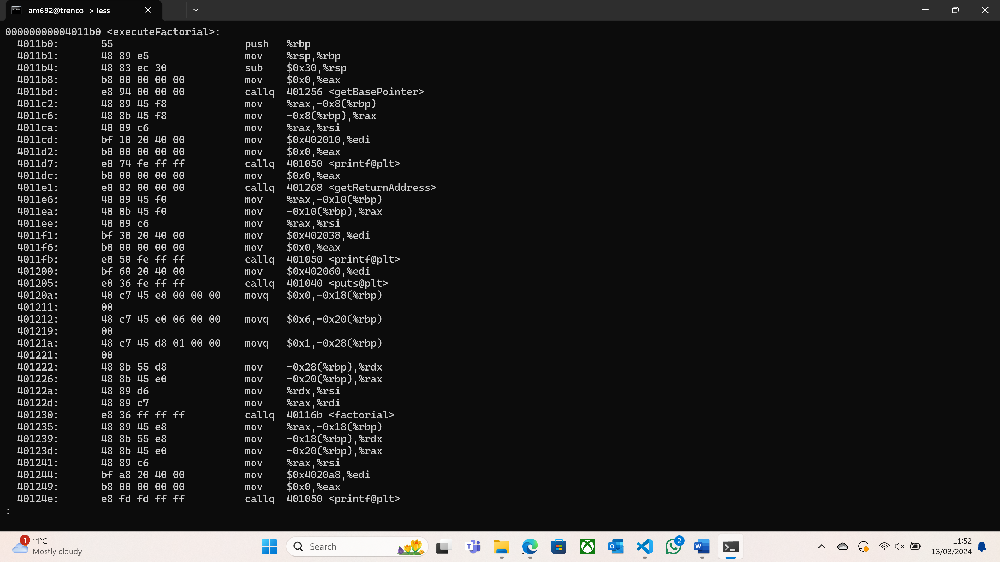 am692@trenco -> less
00000000004011b0 <executeFactorial>:
4011b0: 55 push %rbp
4011b1: 48 89 e5 mov %rsp,%rbp
4011b4: 48 83 ec 30 sub $0x30,%rsp
4011b8: b8 00 00 00 00 mov $0x0,%eax
4011bd: e8 94 00 00 00 callq 401256 <getBasePointer>
4011c2: 48 89 45 f8 mov %rax,-0x8(%rbp)
4011c6: 48 8b 45 f8 mov -0x8(%rbp),%rax
4011ca: 48 89 c6 mov %rax,%rsi
4011cd: bf 10 20 40 00 mov $0x402010,%edi
4011d2: b8 00 00 00 00 mov $0x0,%eax
4011d7: e8 74 fe ff ff callq 401050 <printf@plt>
4011dc: b8 00 00 00 00 mov $0x0,%eax
4011e1: e8 82 00 00 00 callq 401268 <getReturnAddress>
4011e6: 48 89 45 f0 mov %rax,-0x10(%rbp)
4011ea: 48 8b 45 f0 mov -0x10(%rbp),%rax
4011ee: 48 89 c6 mov %rax,%rsi
4011f1: bf 38 20 40 00 mov $0x402038,%edi
4011f6: b8 00 00 00 00 mov $0x0,%eax
4011fb: e8 50 fe ff ff callq 401050 <printf@plt>
401200: bf 60 20 40 00 mov $0x402060,%edi
401205: e8 36 fe ff ff callq 401040 <puts@plt>
40120a: 48 c7 45 e8 00 00 00 movq $0x0,-0x18(%rbp)
401211: 00
401212: 48 c7 45 e0 06 00 00 movq $0x6,-0x20(%rbp)
401219: 00
40121a: 48 c7 45 d8 01 00 00 movq $0x1,-0x28(%rbp)
401221: 00
401222: 48 8b 55 d8 mov -0x28(%rbp),%rdx
401226: 48 8b 45 e0 mov -0x20(%rbp),%rax
40122a: 48 89 d6 mov %rdx,%rsi
40122d: 48 89 c7 mov %rax,%rdi
401230: e8 36 ff ff ff callq 40116b <factorial>
401235: 48 89 45 e8 mov %rax,-0x18(%rbp)
401239: 48 8b 55 e8 mov -0x18(%rbp),%rdx
40123d: 48 8b 45 e0 mov -0x20(%rbp),%rax
401241: 48 89 c6 mov %rax,%rsi
401244: bf a8 20 40 00 mov $0x4020a8,%edi
401249: b8 00 00 00 00 mov $0x0,%eax
40124e: e8 fd fd ff ff callq 401050 <printf@plt>
:
1
11°C
Mostly cloudy
Search
2
11:52
13/03/2024